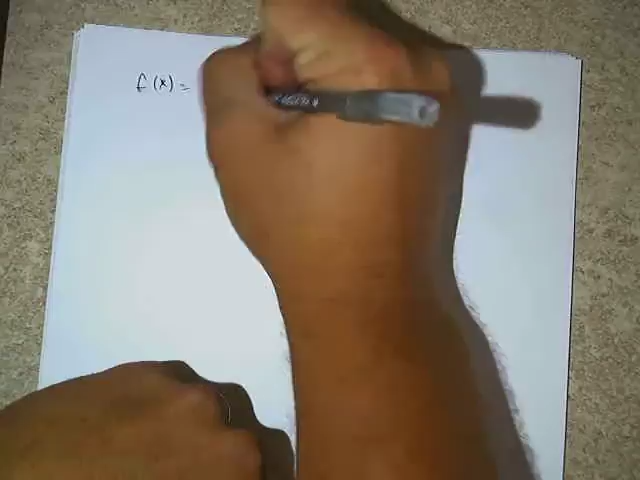 f(x) =